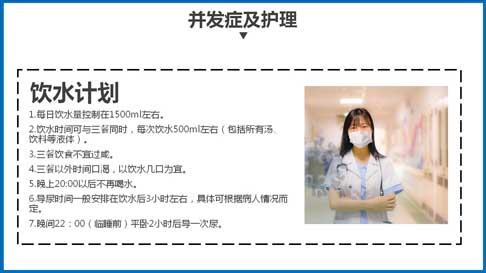 并发症及护理
饮水计划
1.每日饮水量控制在1500ml左右。
2.饮水时间可与三餐同时，每次饮水500ml左右（包括所有汤、
饮料等液体）。
3.三餐饮食不宜过咸。
4.三餐以外时间口渴，以饮水几口为宜。
5.晚上20:00以后不再喝水。
6.导尿时间一般安排在饮水后3小时左右，具体可根据病人情况而
定。
7.晚间22：00（临睡前）平卧2小时后导一次尿。